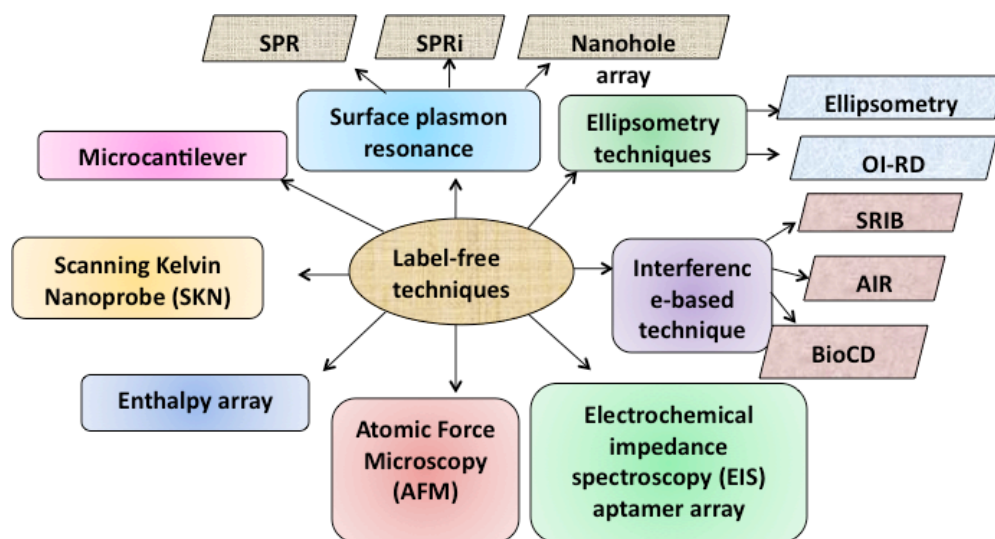 SPR
SPRi
Nanohole
array
Surface plasmon
resonance
Ellipsometry
techniques
Ellipsometry
OI-RD
Microcantilever
Scanning Kelvin
Nanoprobe (SKN)
Label-free
techniques
Interferenc
e-based
technique
SRIB
AIR
BioCD
Enthalpy array
Atomic Force
Microscopy
(AFM)
Electrochemical
impedance
spectroscopy (EIS)
aptamer array